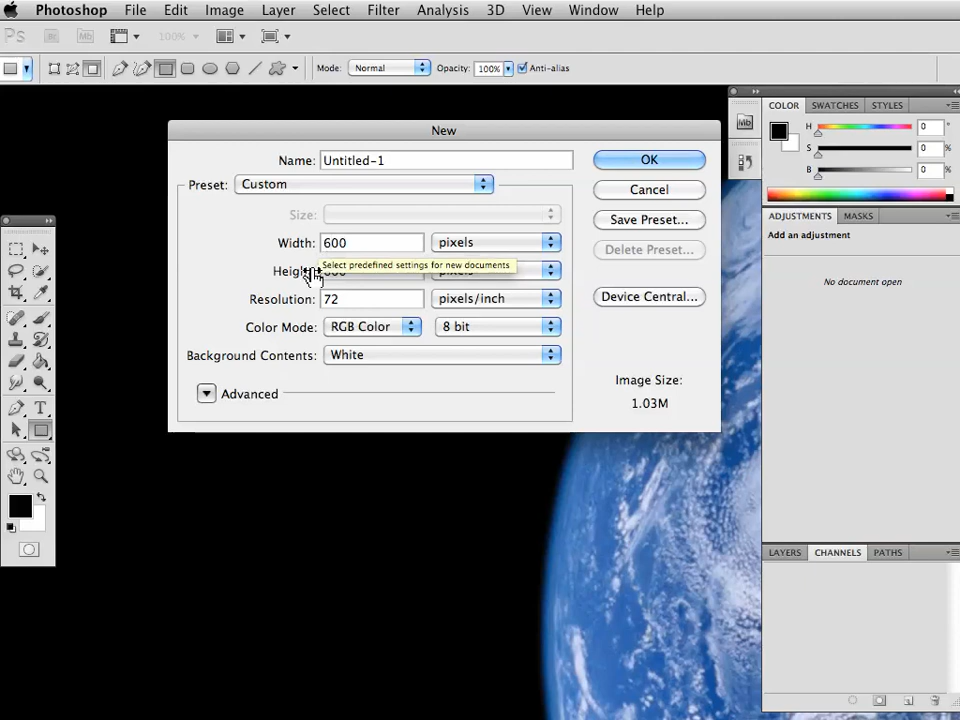 Photoshop File Edit Image Layer Select Filter Analysis 3D View Window Help
Ps Br Mb 100%
Mode: Normal Opacity: 100% Anti-alias
New
Name: Untitled-1 OK
Preset: Custom Cancel
Size: Save Preset...
Width: 600 pixels Delete Preset...
Select predefined settings for new documents
Resolution: 72 pixels/inch Device Central...
Color Mode: RGB Color 8 bit
Background Contents: White
Advanced
Image Size:
1.03M
Mb
COLOR SWATCHES STYLES
H 0 °
S 0 %
B 0 %
ADJUSTMENTS MASKS
Add an adjustment
No document open
LAYERS CHANNELS PATHS
T